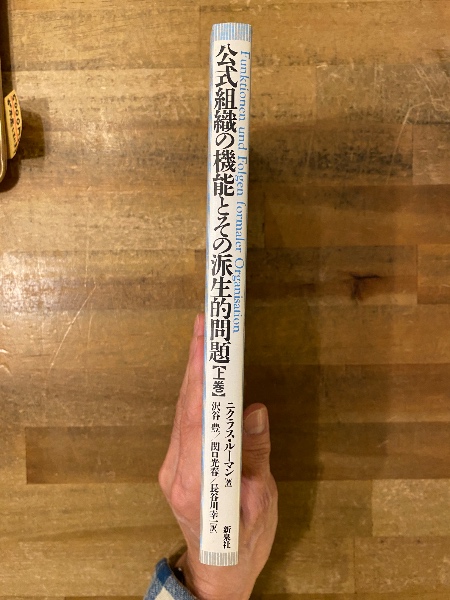 Funktionen und Folgen formaler Organisation
公式組織の機能とその派生的問題【上巻】
ニクラス・ルーマン 著
沢谷 豊／関口光春／長谷川幸一 訳
新泉社